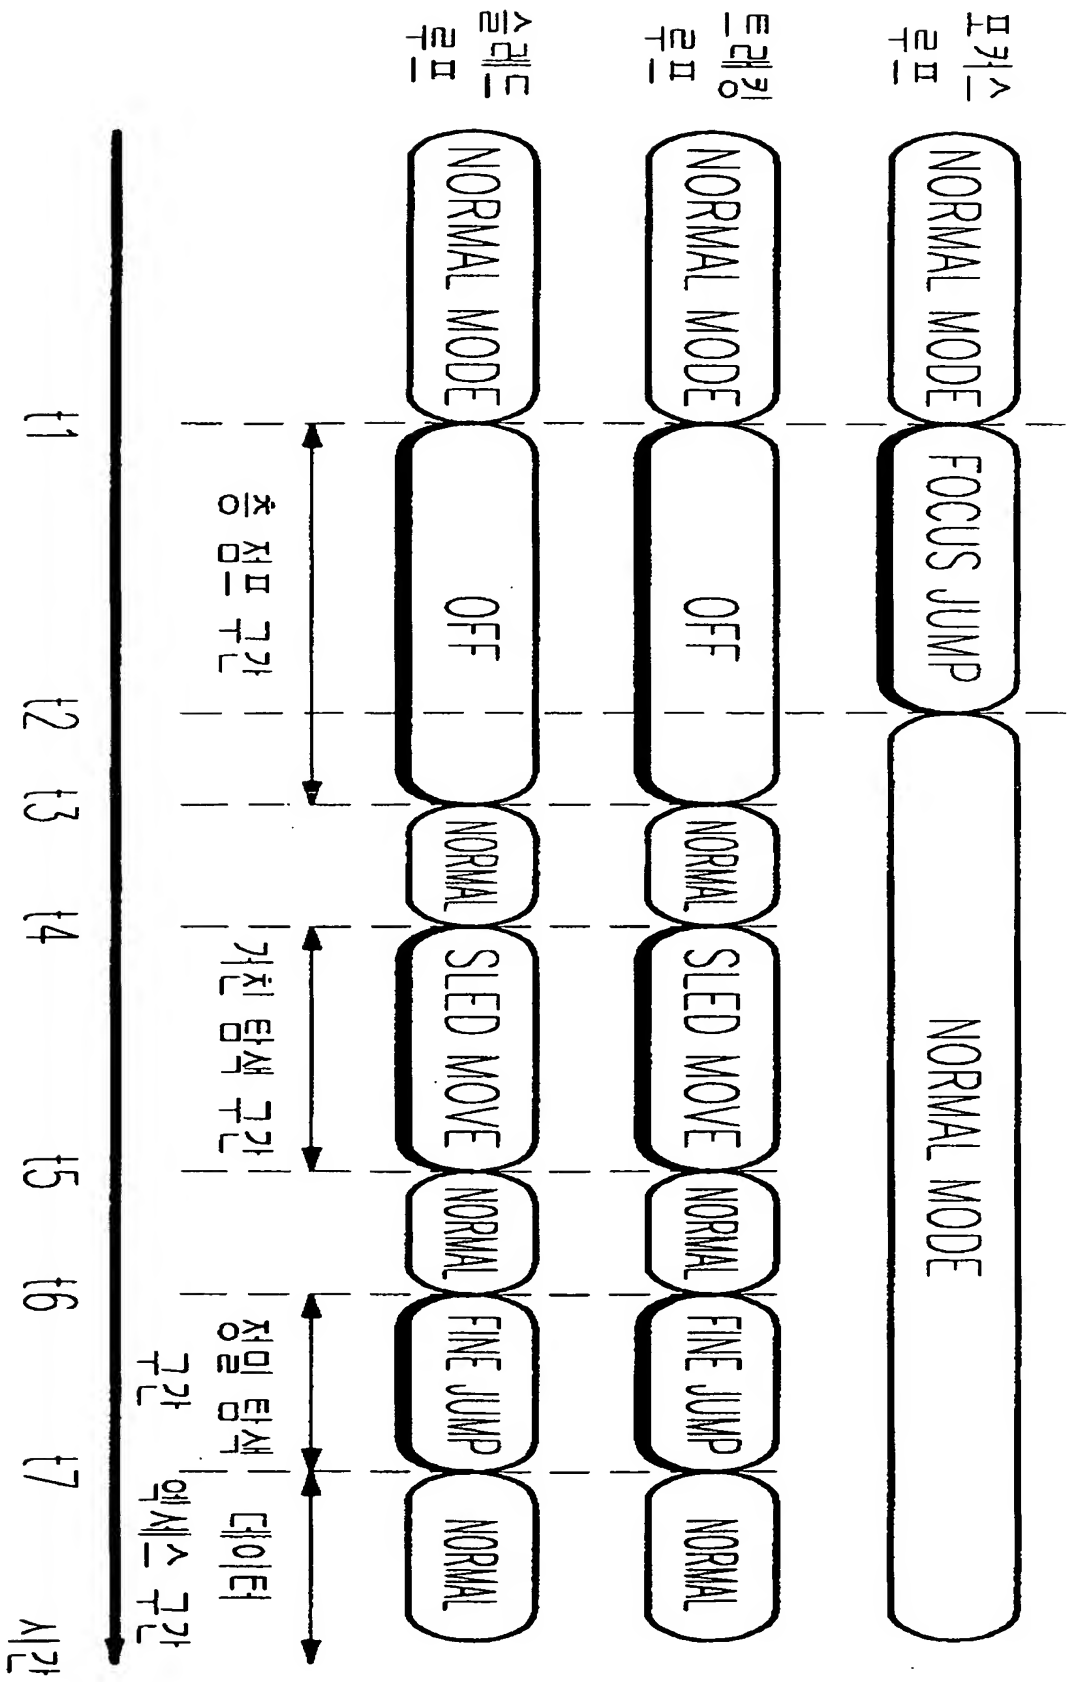 포커스
루프
NORMAL MODE
FOCUS JUMP
NORMAL MODE
트래킹
루프
NORMAL MODE
OFF
NORMAL
SLED MOVE
NORMAL
FINE JUMP
NORMAL
슬레드
루프
NORMAL MODE
OFF
NORMAL
SLED MOVE
NORMAL
FINE JUMP
NORMAL
층 점프 구간
거친 탐색 구간
정밀 탐색
구간
데이터
엑세스 구간
t1
t2
t3
t4
t5
t6
t7
시간